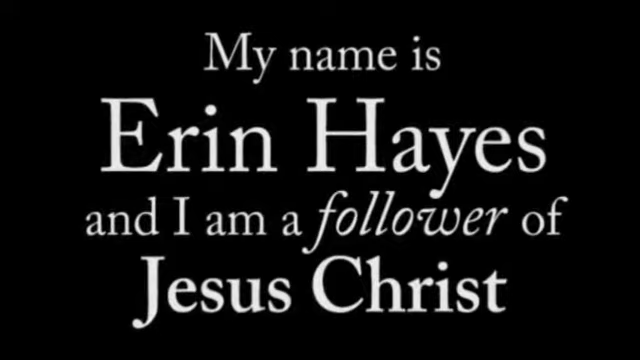 My name is
Erin Hayes
and I am a follower of
Jesus Christ